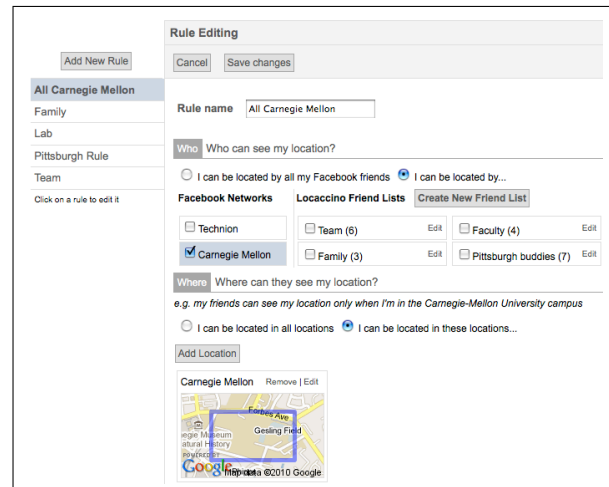 Rule Editing
Add New Rule
Cancel Save changes
All Carnegie Mellon
Family
Lab
Pittsburgh Rule
Team
Click on a rule to edit it
Rule name All Carnegie Mellon
Who Who can see my location?
I can be located by all my Facebook friends I can be located by...
Facebook Networks Locaccino Friend Lists Create New Friend List
Technion Team (6) Edit Faculty (4) Edit
Carnegie Mellon Family (3) Edit Pittsburgh buddies (7) Edit
Where Where can they see my location?
e.g. my friends can see my location only when I'm in the Carnegie-Mellon University campus
I can be located in all locations I can be located in these locations...
Add Location
Carnegie Mellon Remove | Edit
Forbes Ave
Gesling Field
egie Museum
atural History
POWERED BY
Google data ©2010 Google